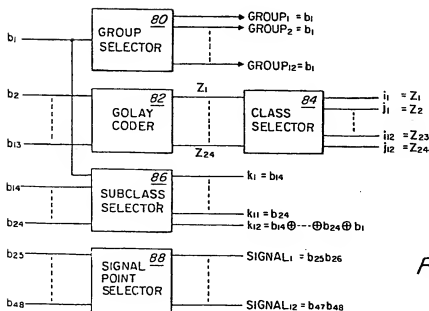 b₁
80
GROUP SELECTOR
GROUP₁ = b₁
GROUP₂ = b₁
GROUP₁₂ = b₁
b₂
b₁₃
82
GOLAY CODER
Z₁
Z₂₄
84
CLASS SELECTOR
i₁ = Z₁
j₁ = Z₂
i₁₂ = Z₂₃
j₁₂ = Z₂₄
b₁₄
b₂₄
86
SUBCLASS SELECTOR
k₁ = b₁₄
k₁₁ = b₂₄
k₁₂ = b₁₄ ⊕ --- ⊕ b₂₄ ⊕ b₁
b₂₅
b₄₈
88
SIGNAL POINT SELECTOR
SIGNAL₁ = b₂₅b₂₆
SIGNAL₁₂ = b₄₇b₄₈
F